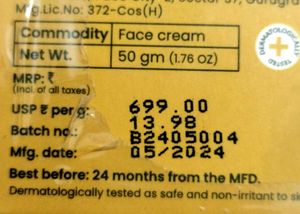 Mfg.Lic.No: 372-Cos(H)
Commodity Face cream
Net Wt. 50 gm (1.76 OZ)
DERMATOLOGICALLY TESTED
MRP: ₹ 699.00
(Incl. of all taxes)
USP ₹ per g: 13.98
Batch no.: B2405004
Mfg. date: 05/2024
Best before: 24 months from the MFD.
Dermatologically tested as safe and non-irritant to sk